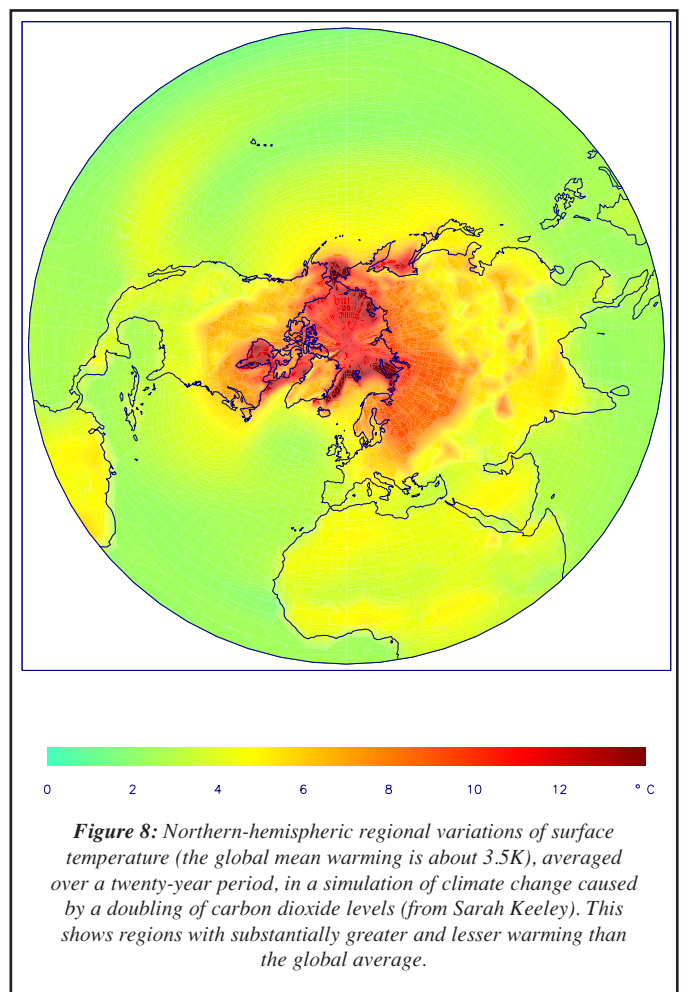 0 2 4 6 8 10 12 ° C
Figure 8: Northern-hemispheric regional variations of surface
temperature (the global mean warming is about 3.5K), averaged
over a twenty-year period, in a simulation of climate change caused
by a doubling of carbon dioxide levels (from Sarah Keeley). This
shows regions with substantially greater and lesser warming than
the global average.